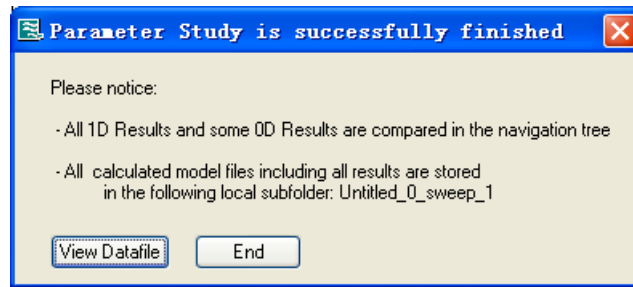 Parameter Study is successfully finished
Please notice:
- All 1D Results and some 0D Results are compared in the navigation tree
- All calculated model files including all results are stored
in the following local subfolder: Untitled_0_sweep_1
View Datafile
End